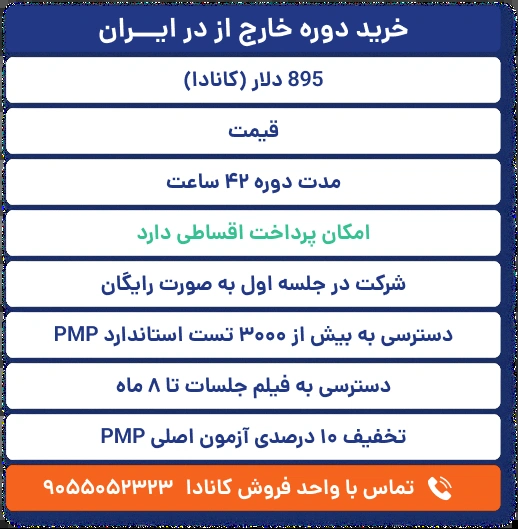 خرید دوره خارج از در ایـــران
895 دلار (کانادا)
قیمت
مدت دوره ۴۲ ساعت
امکان پرداخت اقساطی دارد
شرکت در جلسه اول به صورت رایگان
دسترسی به بیش از ۳۰۰۰ تست استاندارد PMP
دسترسی به فیلم جلسات تا ۸ ماه
تخفیف ۱۰ درصدی آزمون اصلی PMP
تماس با واحد فروش کانادا ۹۰۵۵۰۵۲۳۲۳